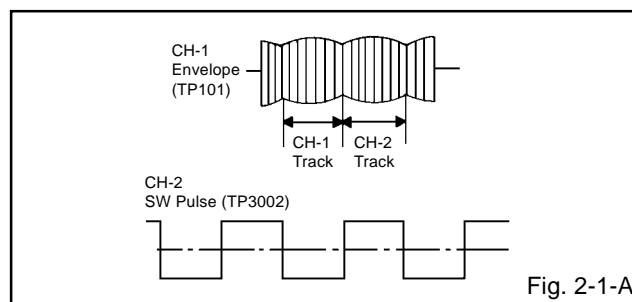 CH-1
Envelope
(TP101)
CH-1
Track
CH-2
Track
CH-2
SW Pulse (TP3002)
Fig. 2-1-A